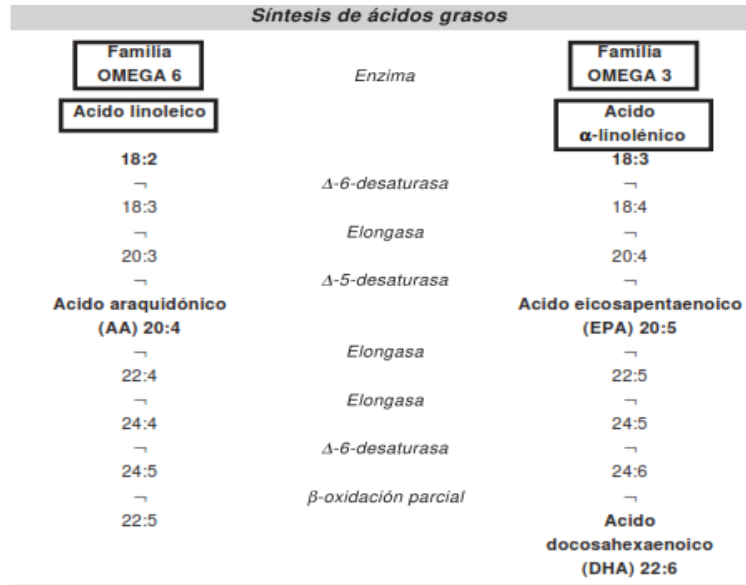 Síntesis de ácidos grasos
Familia
OMEGA 6
Enzima
Familia
OMEGA 3
Acido linoleico
Acido
α-linolénico
18:2
18:3
¬
Δ-6-desaturasa
¬
18:3
18:4
¬
Elongasa
¬
20:3
20:4
¬
Δ-5-desaturasa
¬
Acido araquidónico
(AA) 20:4
Acido eicosapentaenoico
(EPA) 20:5
¬
Elongasa
¬
22:4
22:5
¬
Elongasa
¬
24:4
24:5
¬
Δ-6-desaturasa
¬
24:5
24:6
¬
β-oxidación parcial
¬
22:5
Acido
docosahexaenoico
(DHA) 22:6